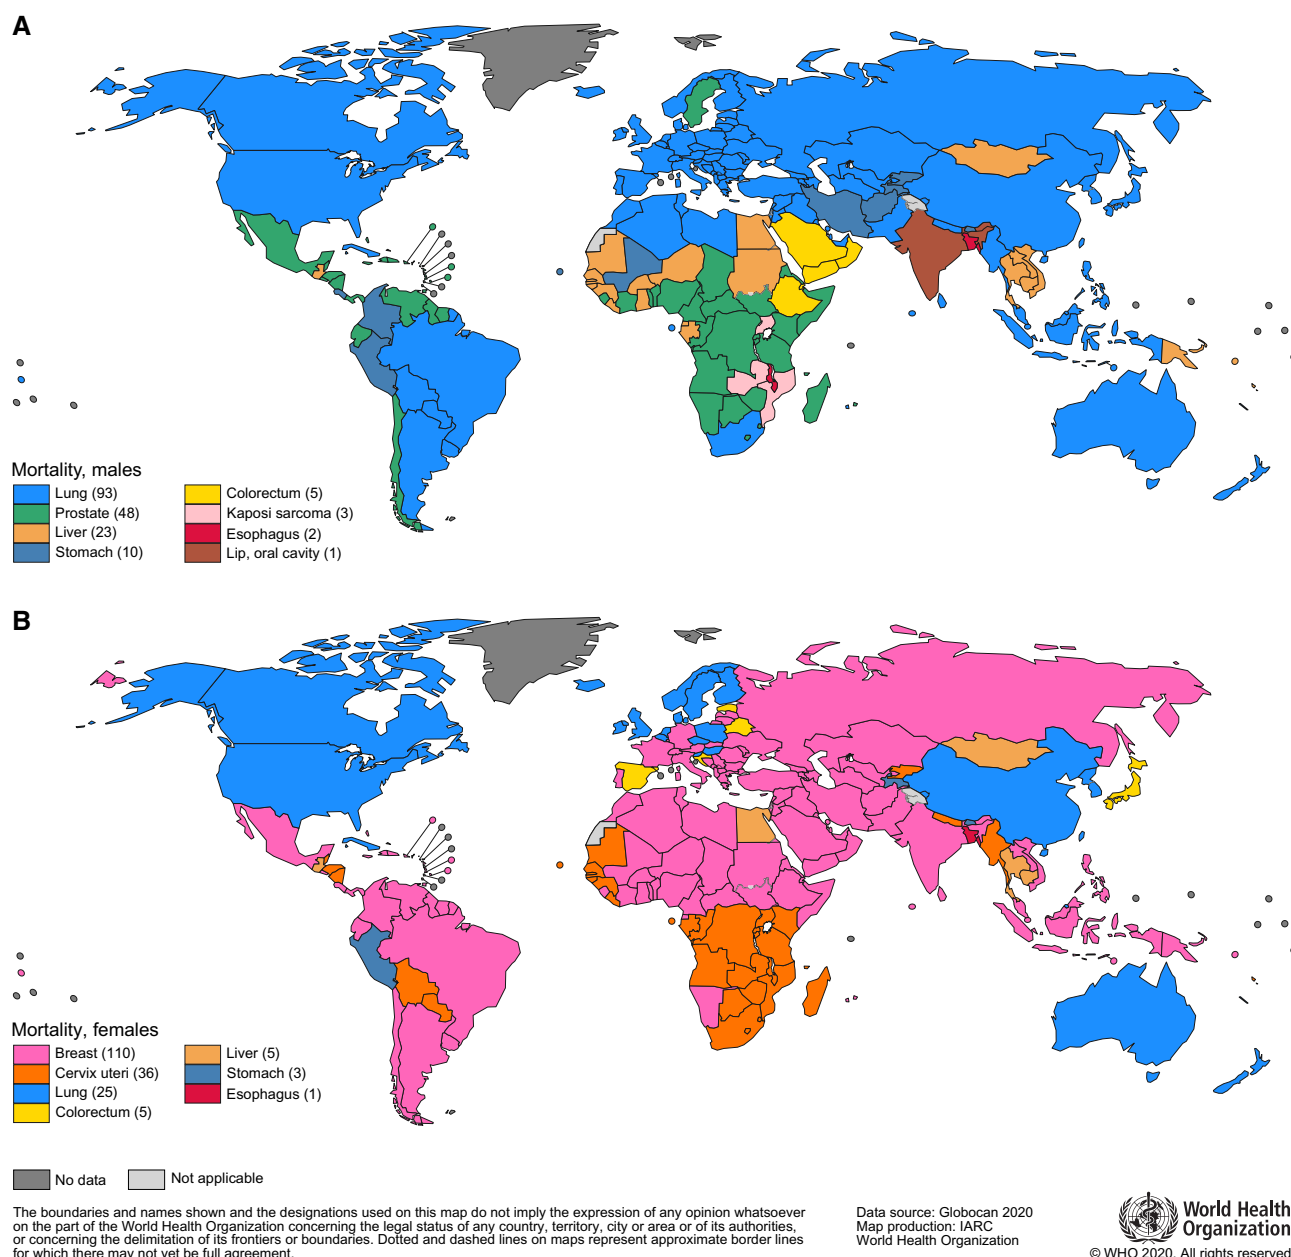 A
Mortality, males
Lung (93)
Prostate (48)
Liver (23)
Stomach (10)
Colorectum (5)
Kaposi sarcoma (3)
Esophagus (2)
Lip, oral cavity (1)
B
Mortality, females
Breast (110)
Cervix uteri (36)
Lung (25)
Colorectum (5)
Liver (5)
Stomach (3)
Esophagus (1)
No data
Not applicable
The boundaries and names shown and the designations used on this map do not imply the expression of any opinion whatsoever
on the part of the World Health Organization concerning the legal status of any country, territory, city or area or of its authorities,
or concerning the delimitation of its frontiers or boundaries. Dotted and dashed lines on maps represent approximate border lines
for which there may not yet be full agreement.
Data source: Globocan 2020
Map production: IARC
World Health Organization
World Health
Organization
© WHO 2020. All rights reserved